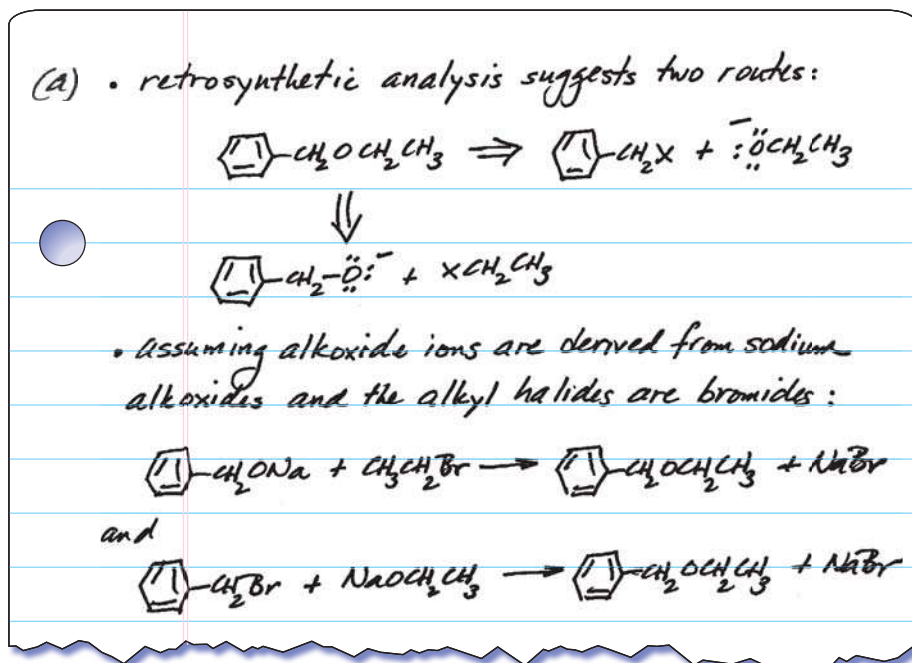 (a) • retrosynthetic analysis suggests two routes:
CH2OCH2CH3 ⇒ CH2X + −:ÖCH2CH3
⇓
CH2–Ö:− + XCH2CH3
• assuming alkoxide ions are derived from sodium
alkoxides and the alkyl halides are bromides:
CH2ONa + CH3CH2Br → CH2OCH2CH3 + NaBr
and
CH2Br + NaOCH2CH3 → CH2OCH2CH3 + NaBr